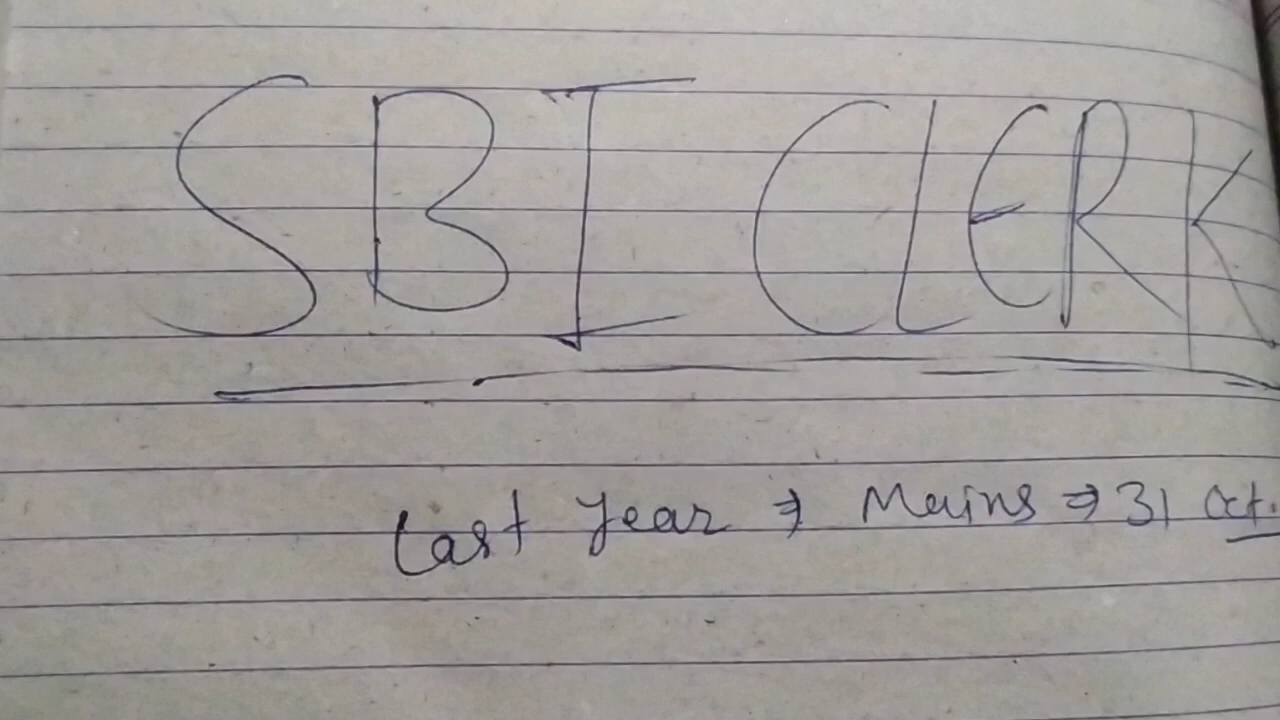 SBI CLERK
Last year ⇒ Mains ⇒ 31 Oct.